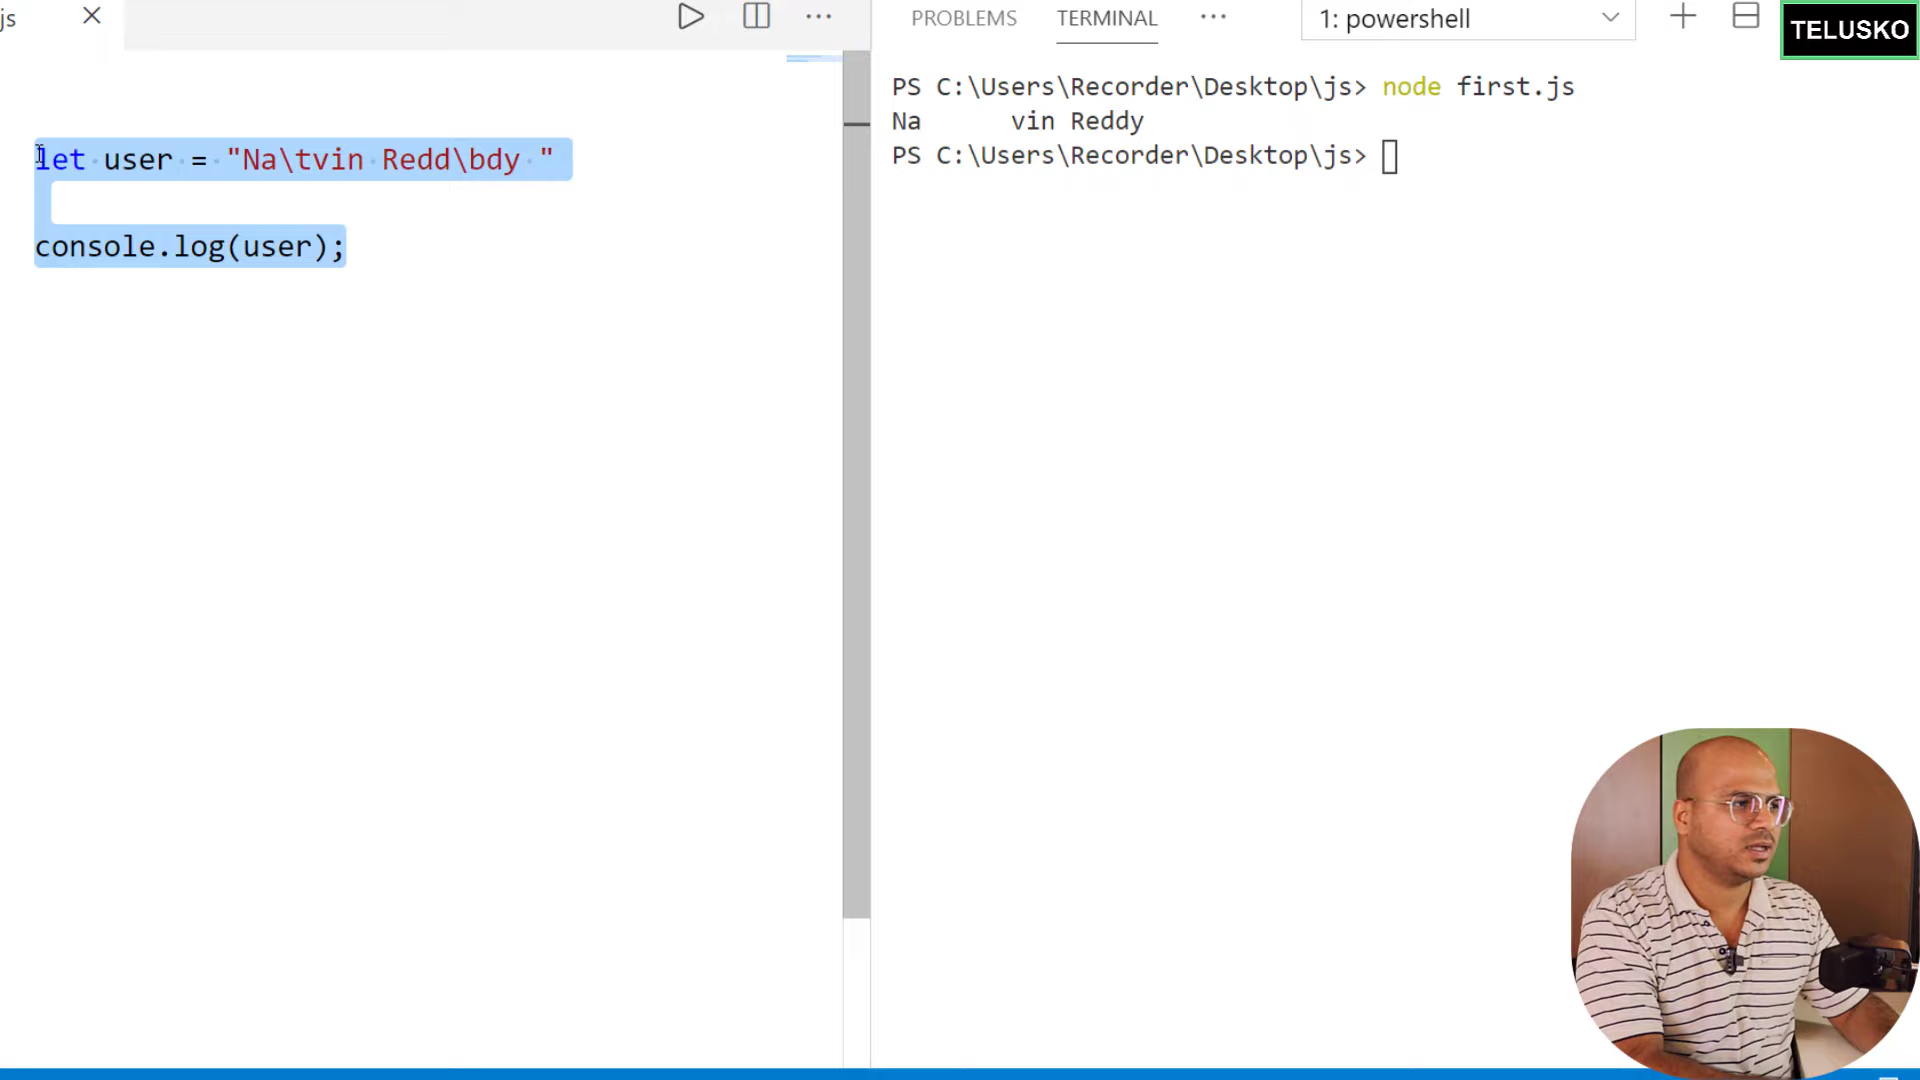 js
PROBLEMS TERMINAL 1: powershell
TELUSKO
let user = "Na\tvin Redd\bdy "
console.log(user);
PS C:\Users\Recorder\Desktop\js> node first.js
Na      vin Reddy
PS C:\Users\Recorder\Desktop\js>